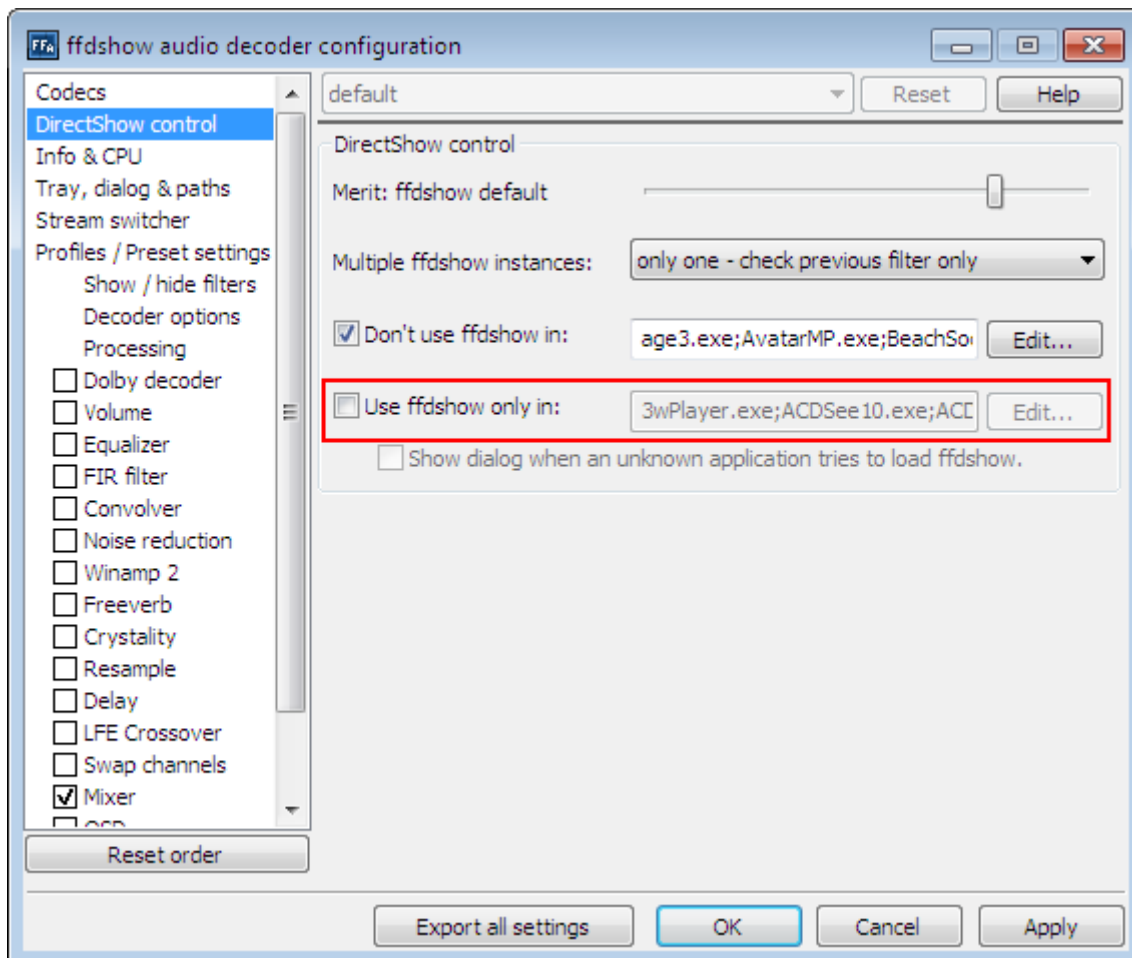 FFa ffdshow audio decoder configuration
Codecs
DirectShow control
Info & CPU
Tray, dialog & paths
Stream switcher
Profiles / Preset settings
Show / hide filters
Decoder options
Processing
Dolby decoder
Volume
Equalizer
FIR filter
Convolver
Noise reduction
Winamp 2
Freeverb
Crystality
Resample
Delay
LFE Crossover
Swap channels
Mixer
Reset order
default
Reset
Help
DirectShow control
Merit: ffdshow default
Multiple ffdshow instances:
only one - check previous filter only
Don't use ffdshow in:
age3.exe;AvatarMP.exe;BeachSo
Edit...
Use ffdshow only in:
3wPlayer.exe;ACDSee10.exe;ACD
Edit...
Show dialog when an unknown application tries to load ffdshow.
Export all settings
OK
Cancel
Apply